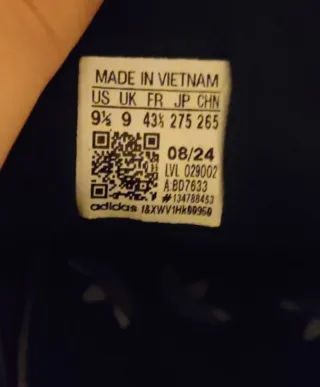 MADE IN VIETNAM
US UK FR JP CHN
9½ 9 43⅓ 275 265
08/24
LVL 029002
A:BD7633
#134788453
adidas